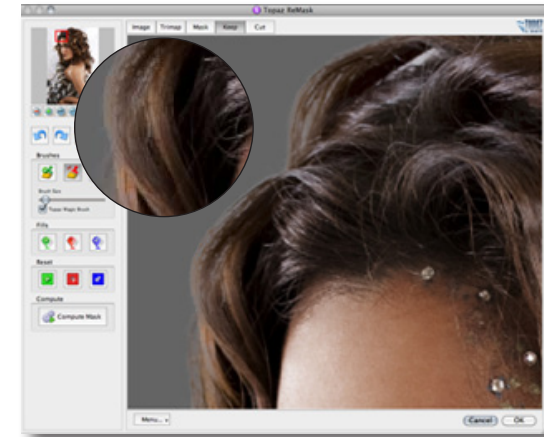 Topaz ReMask
Image Trimap Mask Keep Cut
Brushes
Brush Size
Topaz Magic Brush
Fills
Reset
Compute
Compute Mask
Menu...
Cancel OK